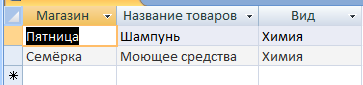 Магазин Название товаров Вид
Пятница Шампунь Химия
Семёрка Моющее средства Химия